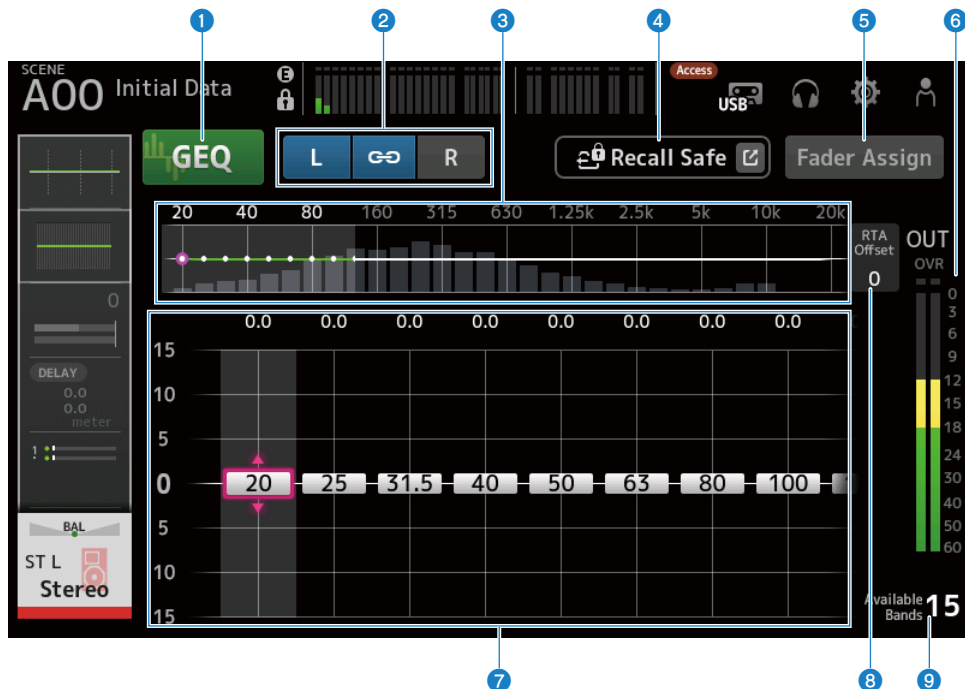 1 2 3 4 5 6
SCENE
A00 Initial Data
E
Access
USB
GEQ
L R
Recall Safe
Fader Assign
20 40 80 160 315 630 1.25k 2.5k 5k 10k 20k
RTA
Offset
0
OUT
OVR
0
3
6
9
12
15
18
24
30
40
50
60
0
DELAY
0.0
0.0
meter
1
BAL
ST L
Stereo
0.0 0.0 0.0 0.0 0.0 0.0 0.0 0.0
15
10
5
0
5
10
15
20 25 31.5 40 50 63 80 100
Available
Bands
15
7 8 9